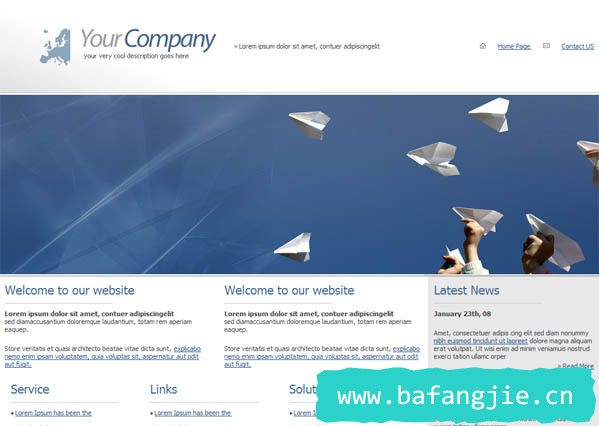 YourCompany
your very cool description goes here
» Lorem ipsum dolor sit amet, contuer adipiscingelit
Home Page
Contact US
Welcome to our website
Lorem ipsum dolor sit amet, contuer adipiscingelit
sed diamaccusantium doloremque laudantium, totam rem aperiam
eaquep.
Store veritatis et quasi architecto beatae vitae dicta sunt, explicabo
nemo enim ipsam voluptatem, quia voluptas sit, aspernatur aut odit
aut fugit.
Welcome to our website
Lorem ipsum dolor sit amet, contuer adipiscingelit
sed diamaccusantium doloremque laudantium, totam rem aperiam
eaquep.
Store veritatis et quasi architecto beatae vitae dicta sunt, explicabo
nemo enim ipsam voluptatem, quia voluptas sit, aspernatur aut odit
aut fugit.
Latest News
January 23th, 08
Amet, consectetuer adipis cing elit sed diam nonummy
nibh euismod tincidunt ut laoreet dolore magna aliquam
erat volutpat. Ut wisi enim ad minim veniamus nostrud
exerci tation ullamc orper
» Read More
Service
• Lorem Ipsum has been the
Links
• Lorem Ipsum has been the
Solut
• Lorem
www.bafangjie.cn